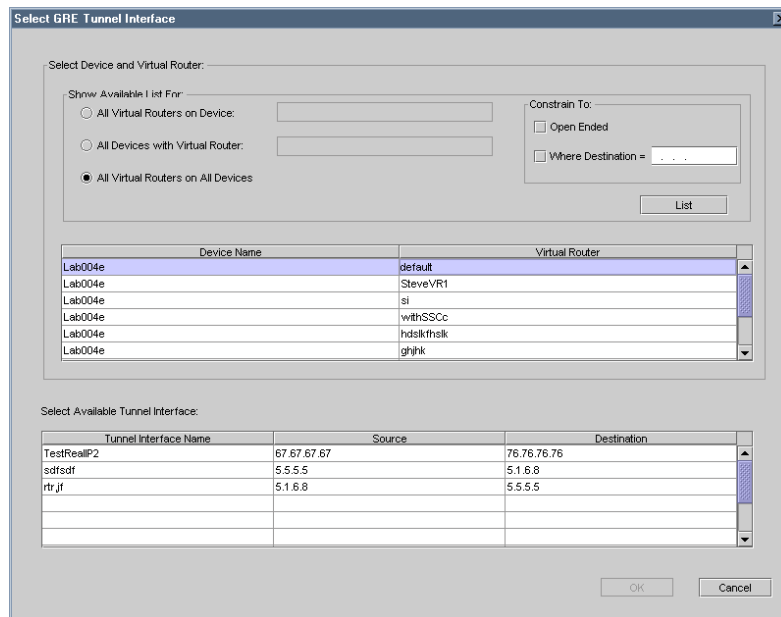 Select GRE Tunnel Interface
Select Device and Virtual Router:
Show Available List For:
All Virtual Routers on Device:
All Devices with Virtual Router:
All Virtual Routers on All Devices
Constrain To:
Open Ended
Where Destination = . . .
List
Device Name Virtual Router
Lab004e default
Lab004e SteveVR1
Lab004e si
Lab004e withSSCc
Lab004e hdslkfhslk
Lab004e ghjhk
Select Available Tunnel Interface:
Tunnel Interface Name Source Destination
TestRealIP2 67.67.67.67 76.76.76.76
sdfsdf 5.5.5.5 5.1.6.8
rtr,jf 5.1.6.8 5.5.5.5
OK Cancel